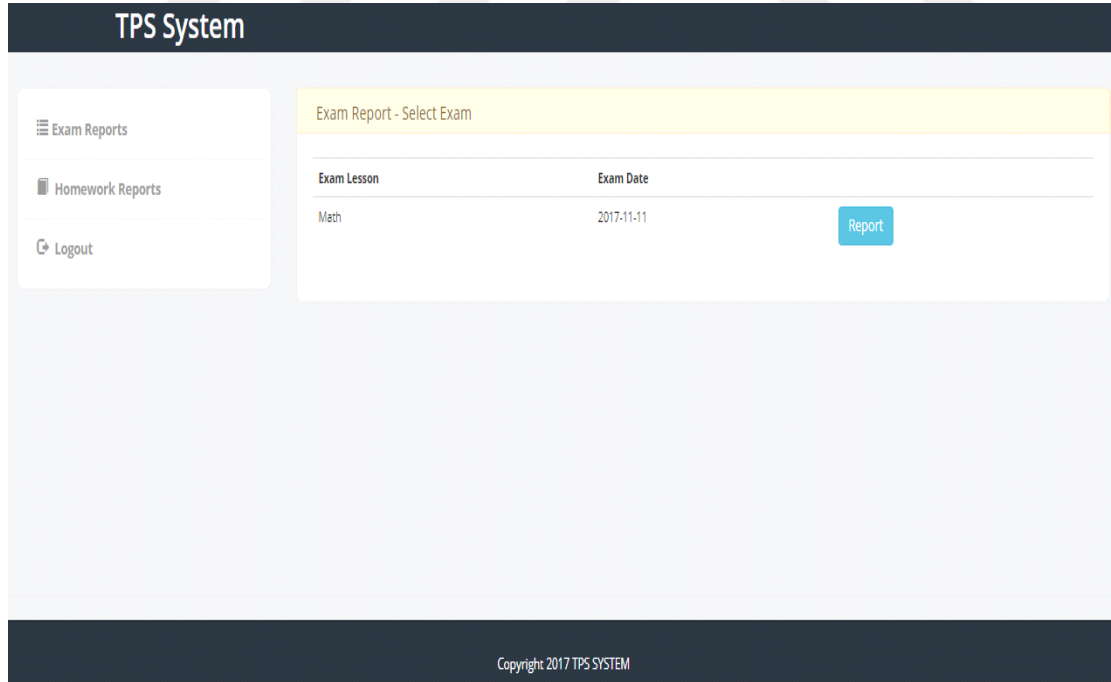 TPS System
Exam Reports
Homework Reports
Logout
Exam Report - Select Exam
Exam Lesson Exam Date
Math 2017-11-11 Report
Copyright 2017 TPS SYSTEM